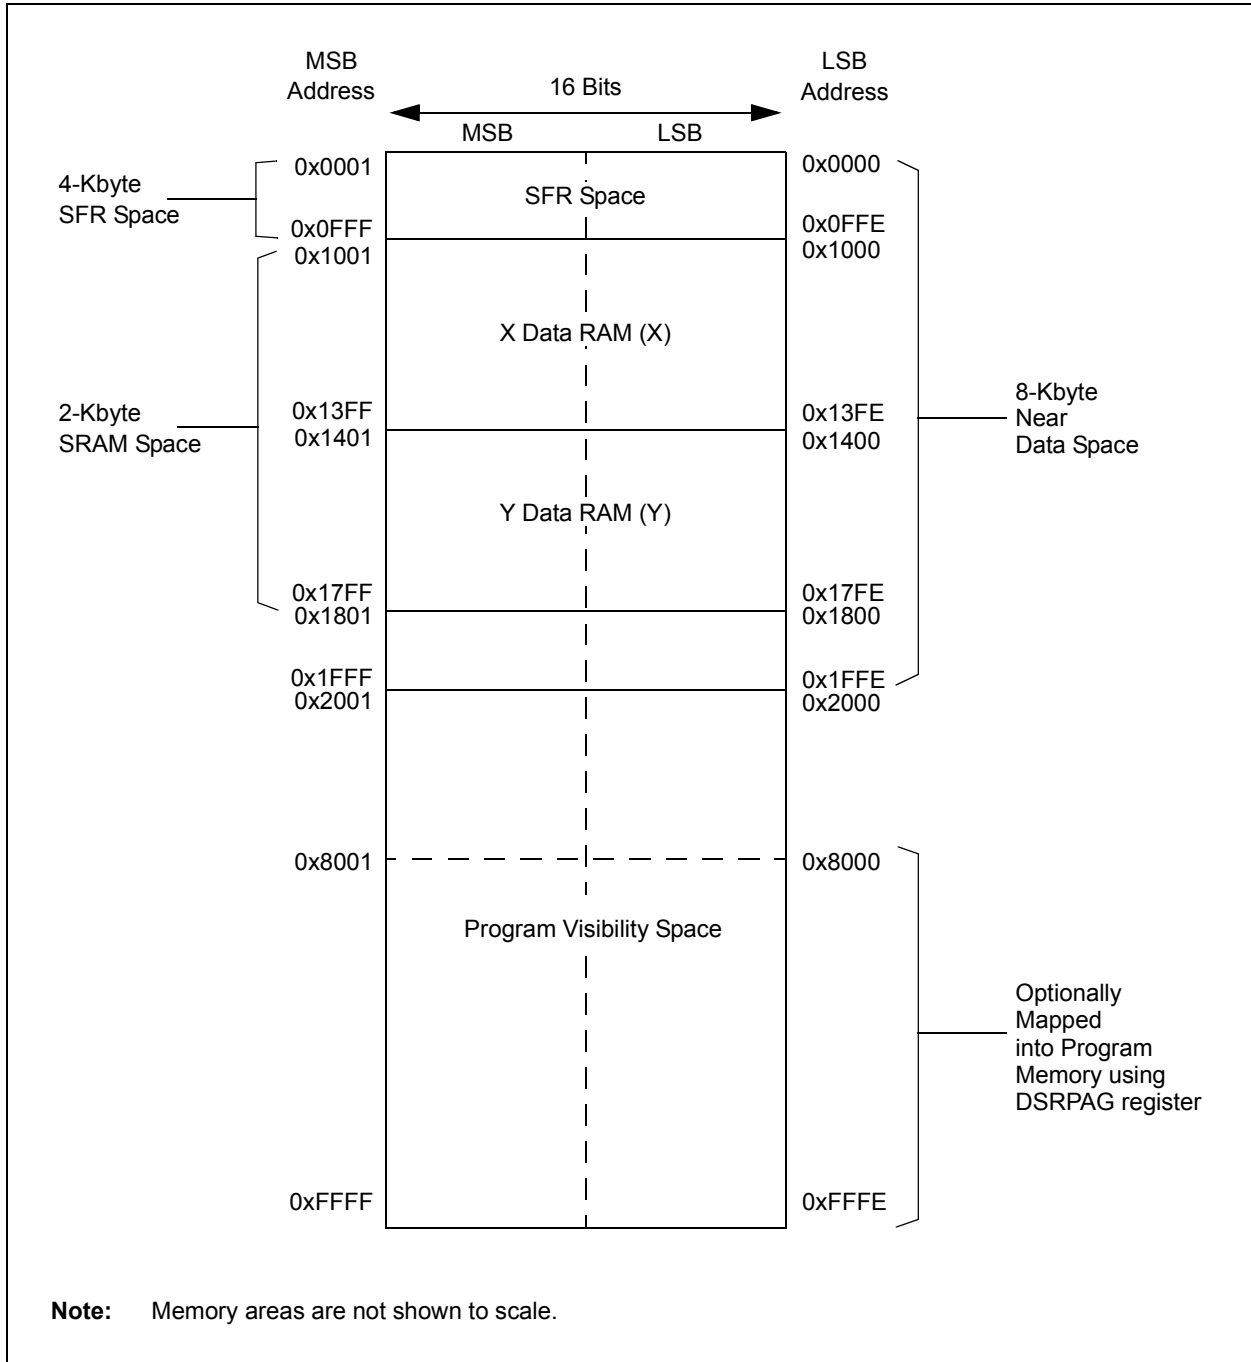 MSB
Address
16 Bits
LSB
Address
MSB
LSB
0x0001
0x0000
4-Kbyte
SFR Space
SFR Space
0x0FFF
0x0FFE
0x1001
0x1000
X Data RAM (X)
2-Kbyte
SRAM Space
0x13FF
0x13FE
0x1401
0x1400
8-Kbyte
Near
Data Space
Y Data RAM (Y)
0x17FF
0x17FE
0x1801
0x1800
0x1FFF
0x1FFE
0x2001
0x2000
0x8001
0x8000
Program Visibility Space
Optionally
Mapped
into Program
Memory using
DSRPAG register
0xFFFF
0xFFFE
Note: Memory areas are not shown to scale.